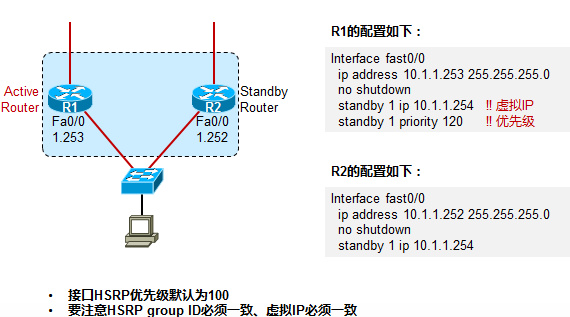 R1的配置如下：
Interface fast0/0
ip address 10.1.1.253 255.255.255.0
no shutdown
standby 1 ip 10.1.1.254 !! 虚拟IP
standby 1 priority 120 !! 优先级
Active
Router
R1
Fa0/0
1.253
R2
Fa0/0
1.252
Standby
Router
R2的配置如下：
Interface fast0/0
ip address 10.1.1.252 255.255.255.0
no shutdown
standby 1 ip 10.1.1.254
• 接口HSRP优先级默认为100
• 要注意HSRP group ID必须一致、虚拟IP必须一致